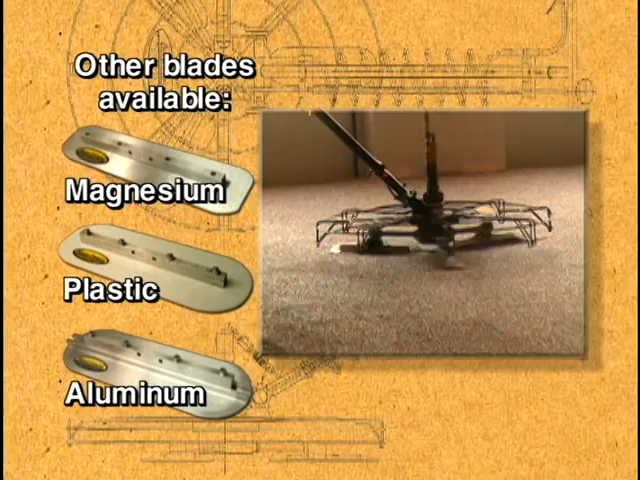 Other blades
available:
Magnesium
Plastic
Aluminum